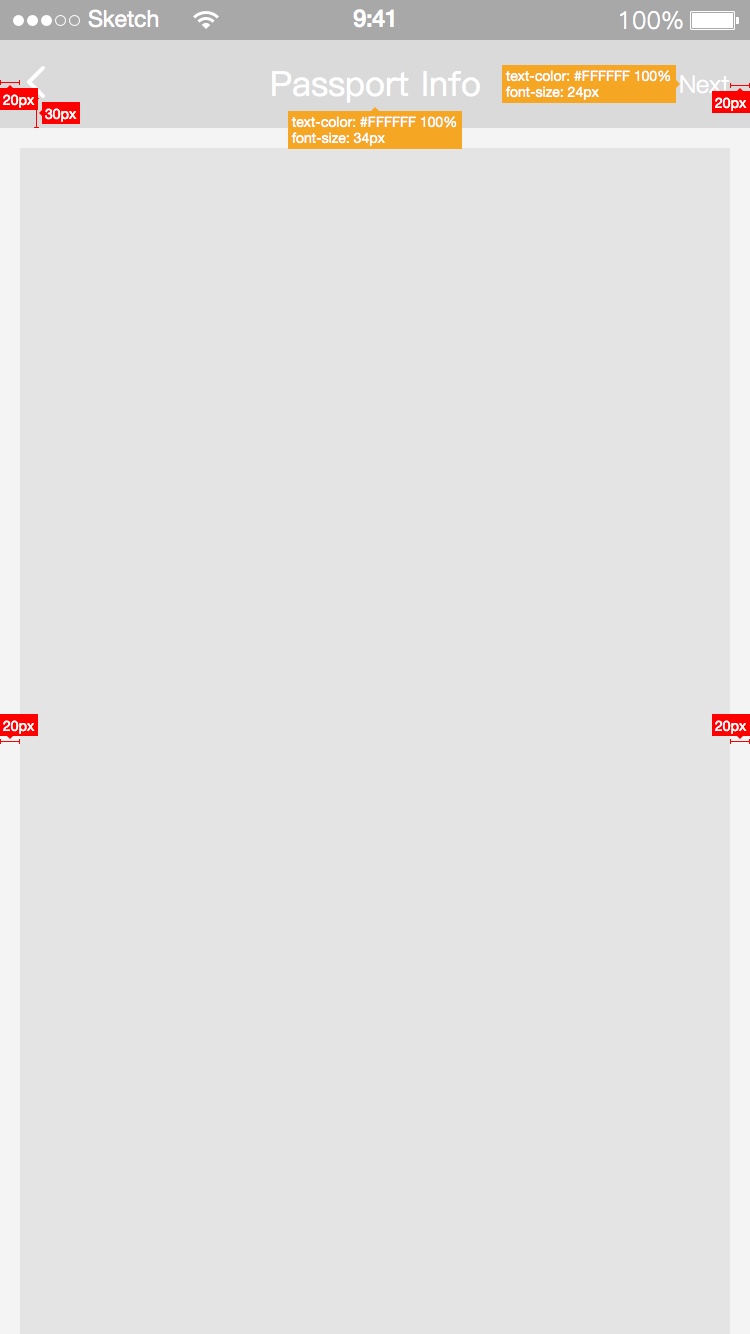 Sketch 9:41 100%
Passport Info
text-color: #FFFFFF 100%
font-size: 24px
Next
20px
30px
20px
text-color: #FFFFFF 100%
font-size: 34px
20px
20px